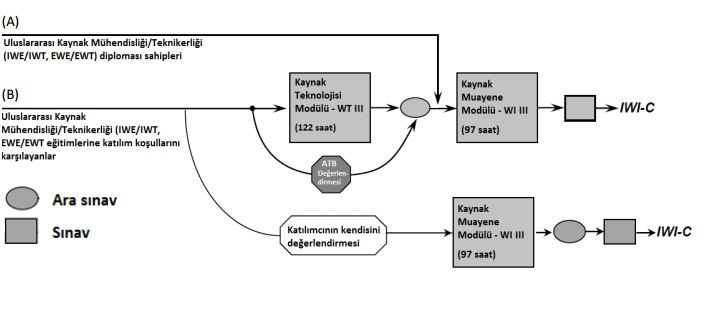 (A)
Uluslararası Kaynak Mühendisliği/Teknikerliği
(IWE/IWT, EWE/EWT) diploması sahipleri
(B)
Uluslararası Kaynak
Mühendisliği/Teknikerliği (IWE/IWT,
EWE/EWT eğitimlerine katılım koşullarını
karşılayanlar
Kaynak
Teknolojisi
Modülü - WT III
(122 saat)
Kaynak
Muayene
Modülü - WI III
(97 saat)
IWI-C
ATB
Değerlen-
dirmesi
Ara sınav
Sınav
Katılımcının kendisini
değerlendirmesi
Kaynak
Muayene
Modülü - WI III
(97 saat)
IWI-C